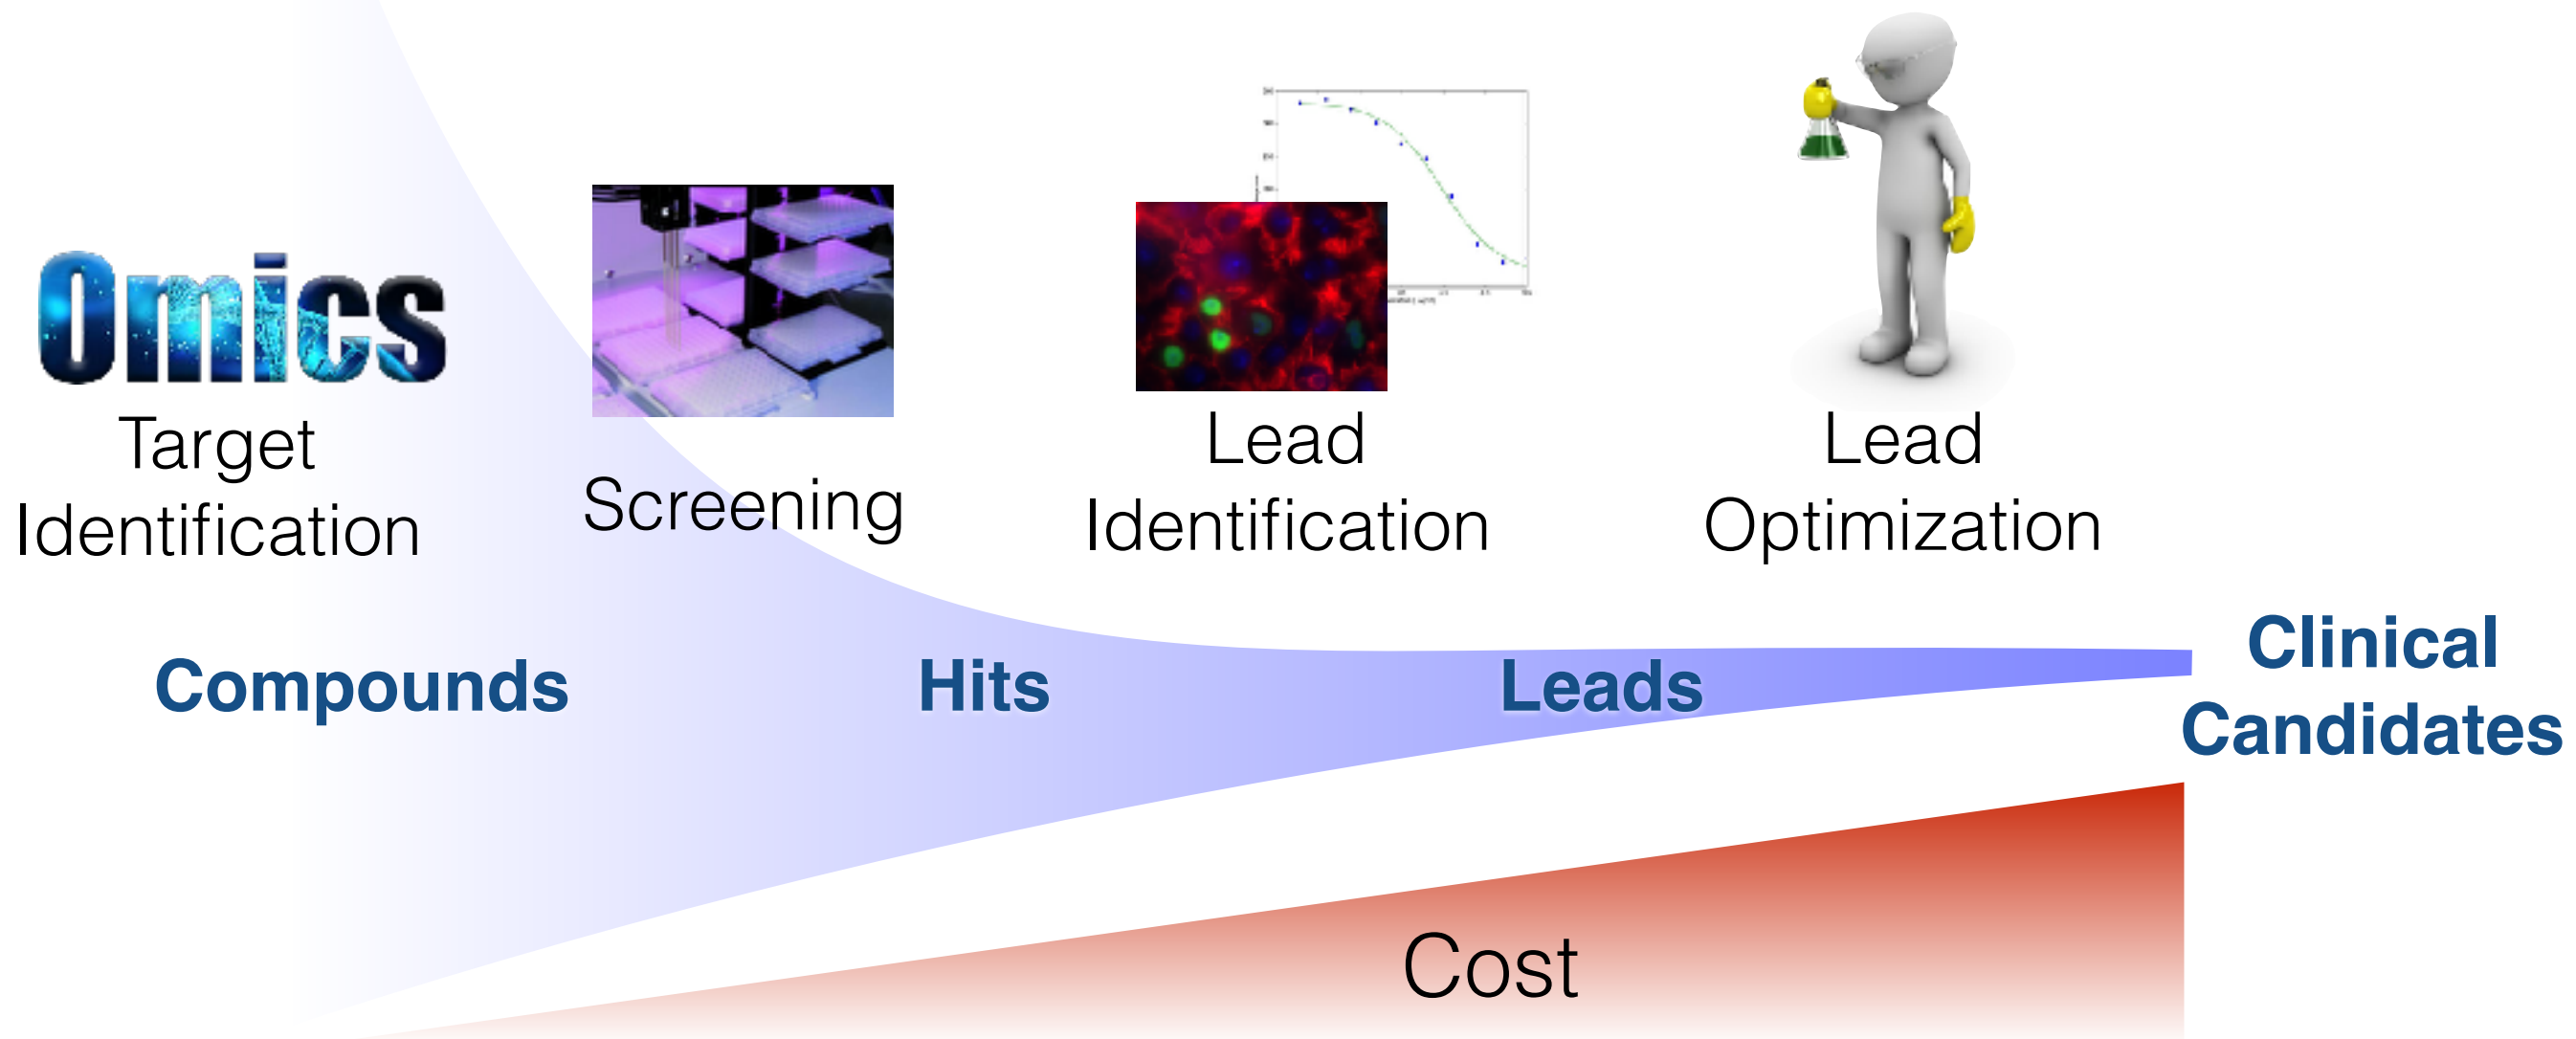 Omics
Target
Identification
Screening
Lead
Identification
Lead
Optimization
Compounds
Hits
Leads
Clinical
Candidates
Cost